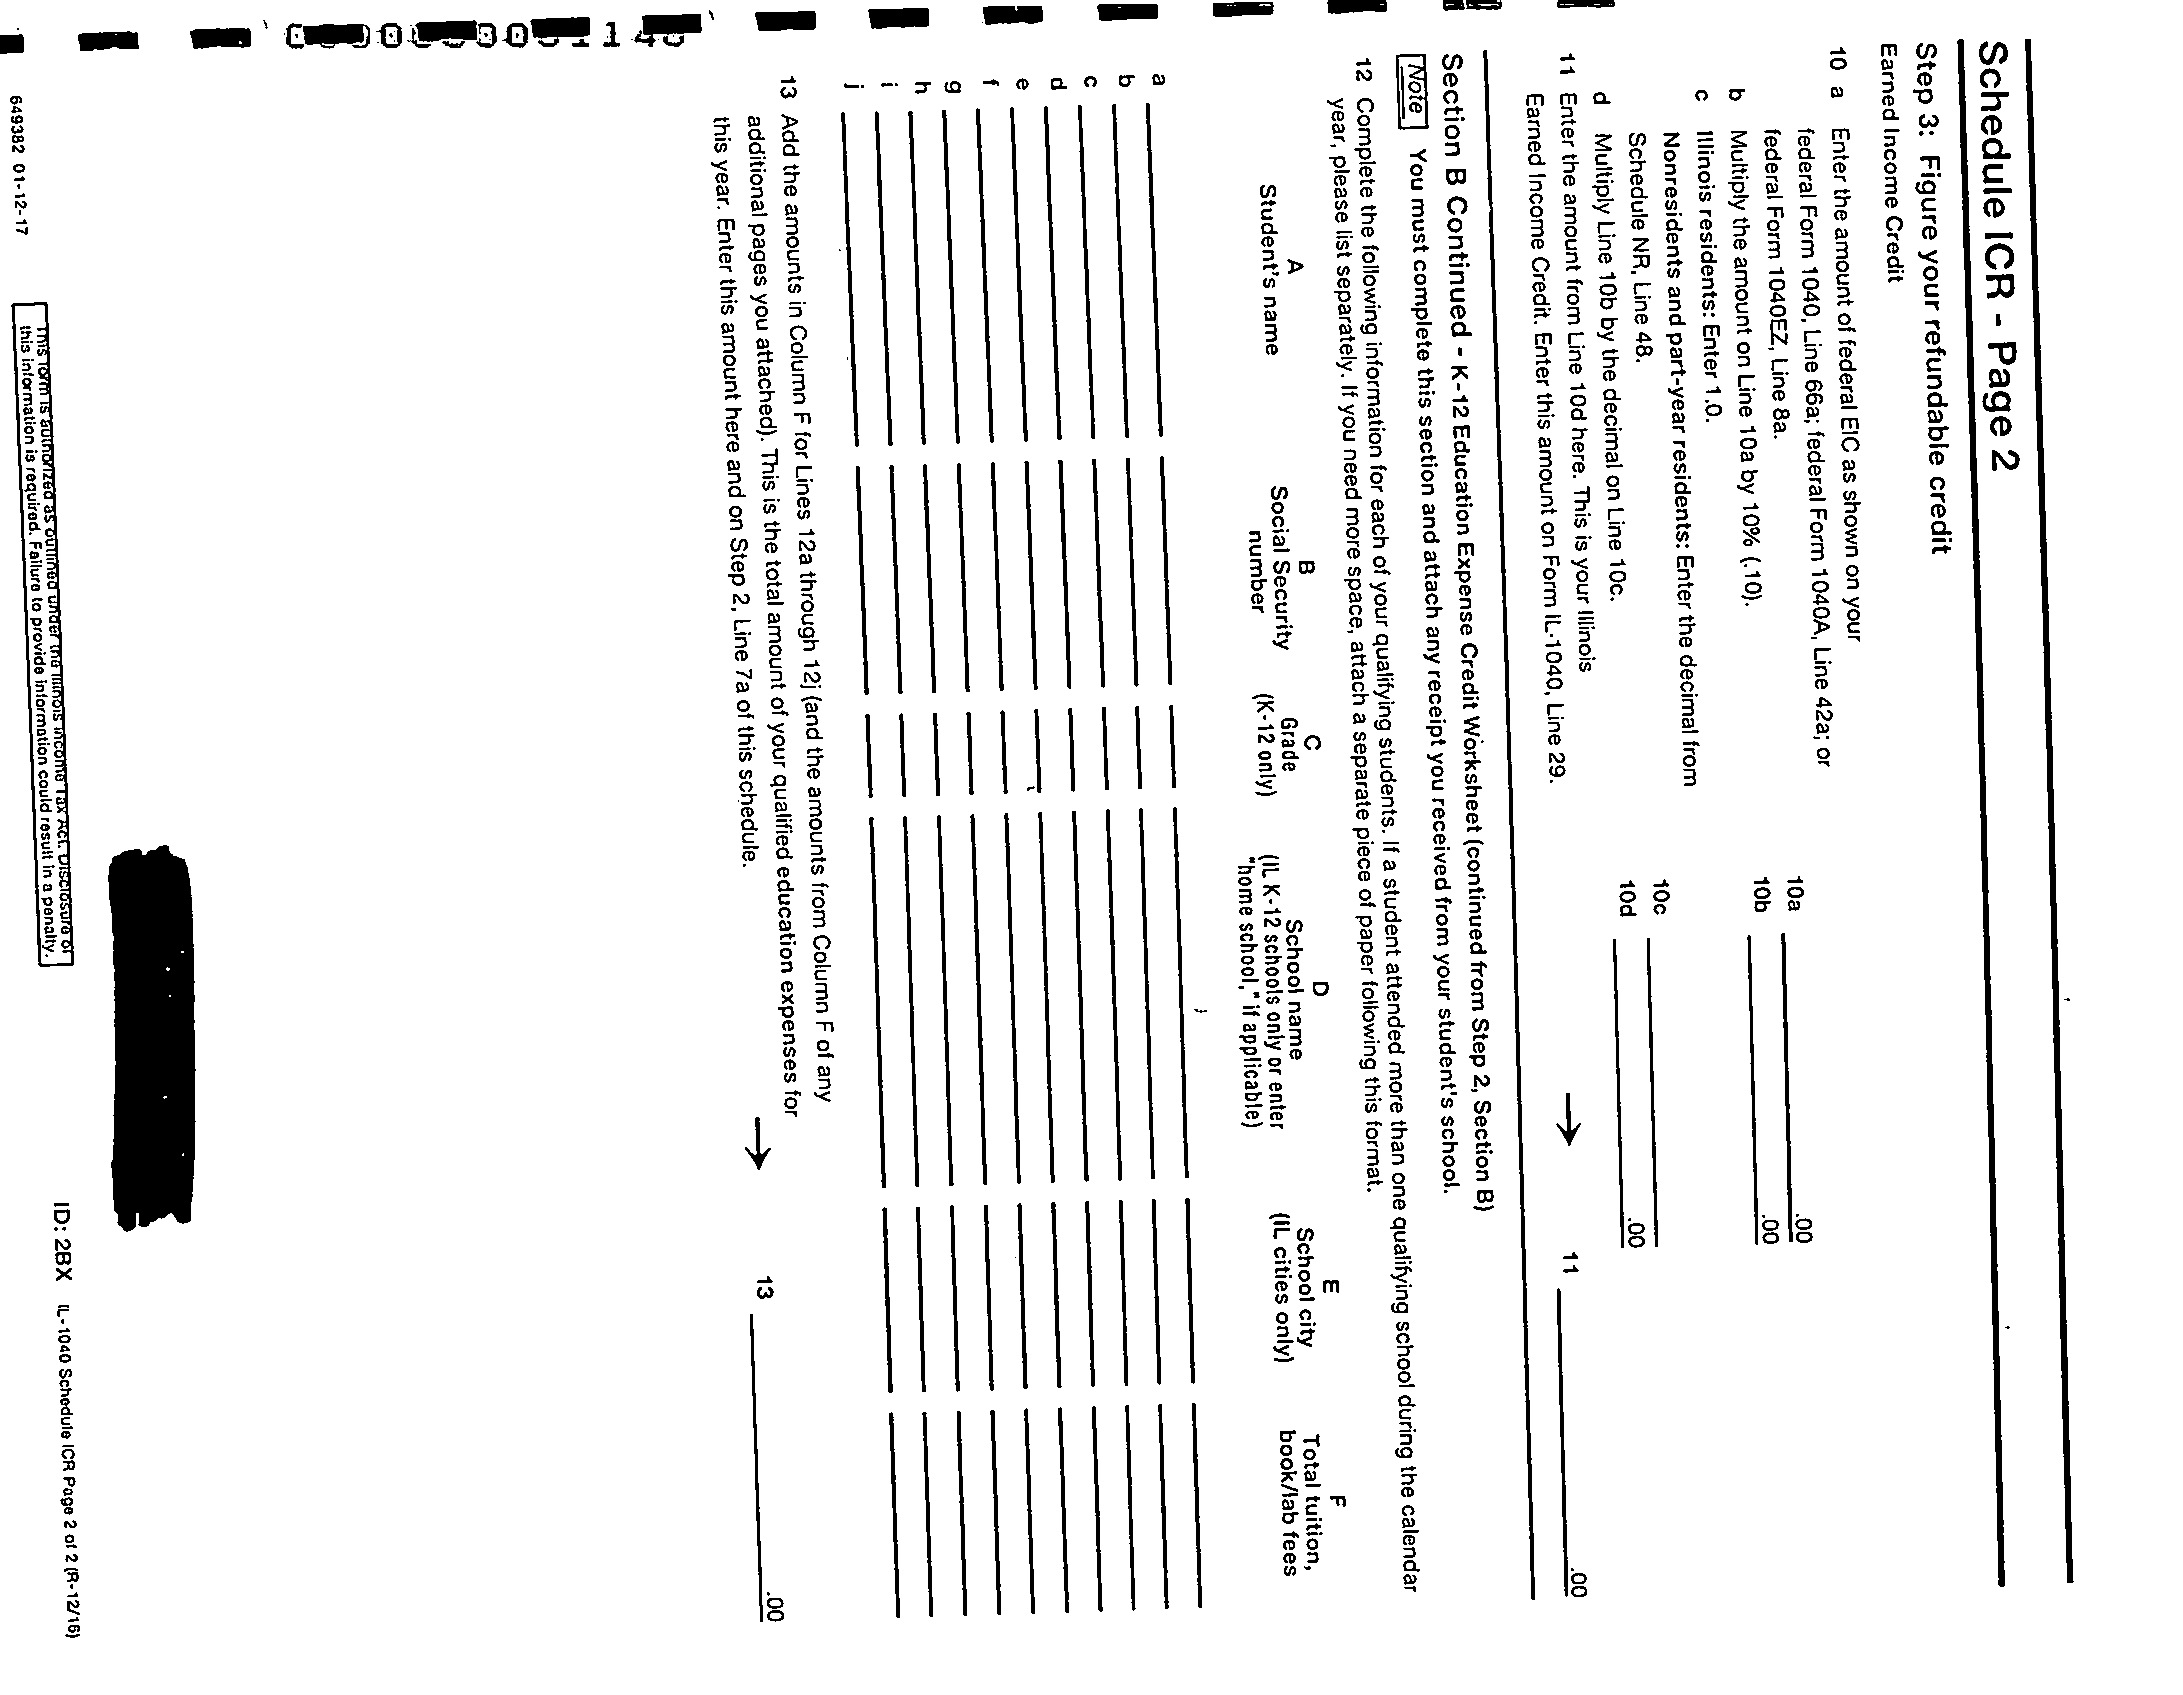 Schedule ICR - Page 2
Step 3: Figure your refundable credit
Earned Income Credit
10 a Enter the amount of federal EIC as shown on your
federal Form 1040, Line 66a; federal Form 1040A, Line 42a; or
federal Form 1040EZ, Line 8a. 10a .00
b Multiply the amount on Line 10a by 10% (.10). 10b .00
c Illinois residents: Enter 1.0.
Nonresidents and part-year residents: Enter the decimal from
Schedule NR, Line 48. 10c
d Multiply Line 10b by the decimal on Line 10c. 10d .00
11 Enter the amount from Line 10d here. This is your Illinois
Earned Income Credit. Enter this amount on Form IL-1040, Line 29. → 11 .00
Section B Continued - K-12 Education Expense Credit Worksheet (continued from Step 2, Section B)
Note You must complete this section and attach any receipt you received from your student's school.
12 Complete the following information for each of your qualifying students. If a student attended more than one qualifying school during the calendar
year, please list separately. If you need more space, attach a separate piece of paper following this format.
A B C D E F
Student's name Social Security Grade School name School city Total tuition,
number (K-12 only) (IL K-12 schools only or enter (IL cities only) book/lab fees
"home school," if applicable)
a
b
c
d
e
f
g
h
i
j
13 Add the amounts in Column F for Lines 12a through 12j (and the amounts from Column F of any
additional pages you attached). This is the total amount of your qualified education expenses for
this year. Enter this amount here and on Step 2, Line 7a of this schedule. → 13 .00
This form is authorized as outlined under the Illinois Income Tax Act. Disclosure of
this information is required. Failure to provide information could result in a penalty.
ID: 2BX IL-1040 Schedule ICR Page 2 of 2 (R-12/16)
649382 01-12-17